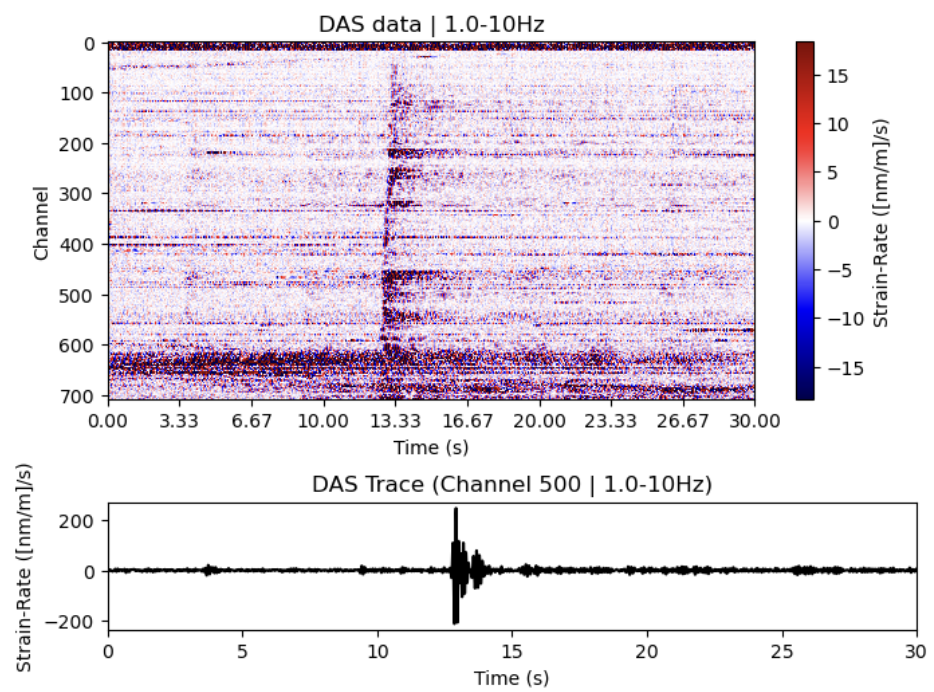 DAS data | 1.0-10Hz
0
100
200
300
400
500
600
700
Channel
0.00 3.33 6.67 10.00 13.33 16.67 20.00 23.33 26.67 30.00
Time (s)
15
10
5
0
−5
−10
−15
Strain-Rate ([nm/m]/s)
DAS Trace (Channel 500 | 1.0-10Hz)
200
0
−200
Strain-Rate ([nm/m]/s)
0 5 10 15 20 25 30
Time (s)